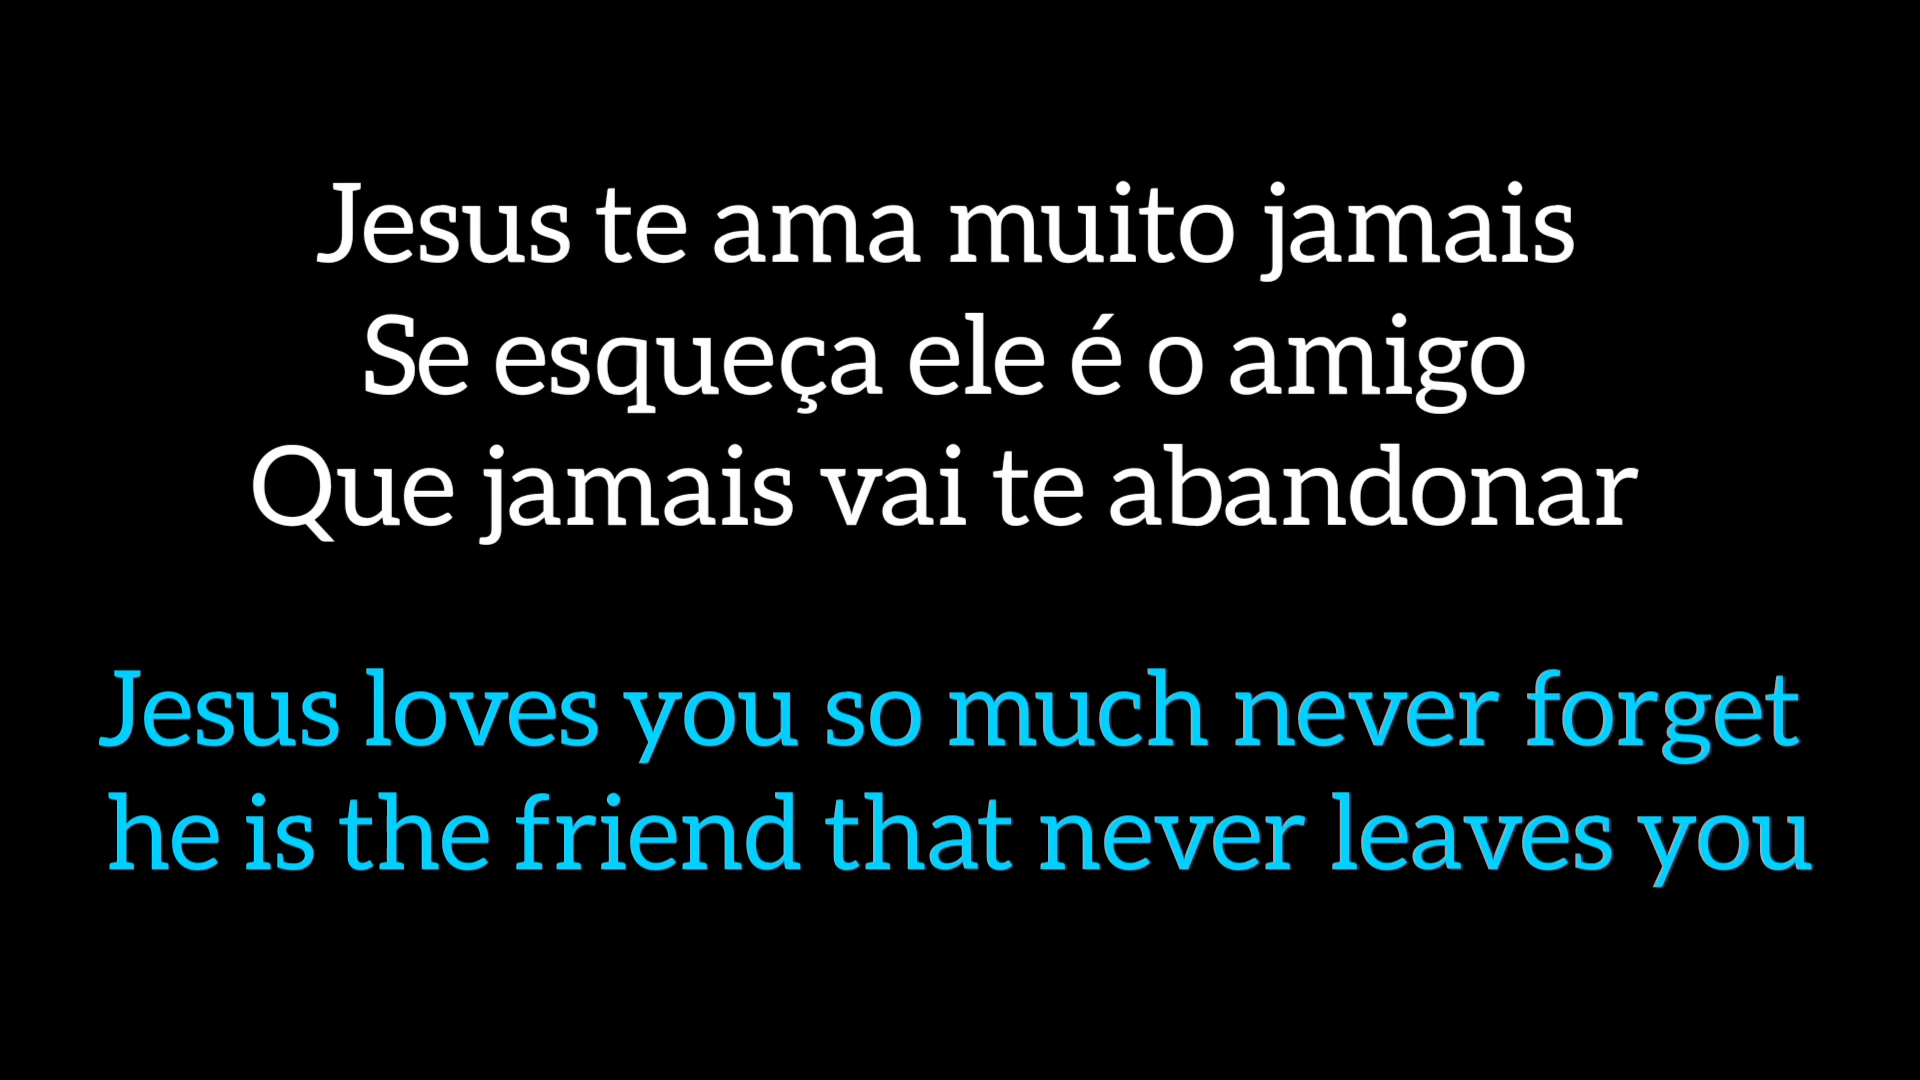 Jesus te ama muito jamais
Se esqueça ele é o amigo
Que jamais vai te abandonar
Jesus loves you so much never forget
he is the friend that never leaves you